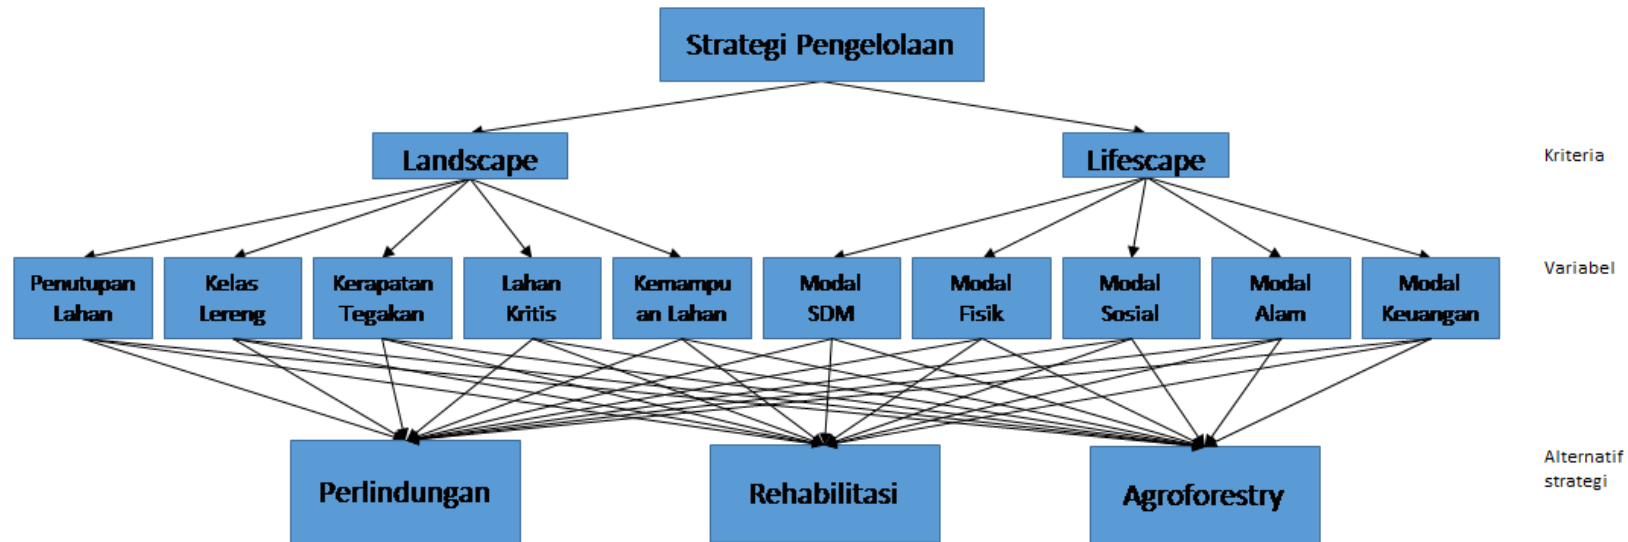 Strategi Pengelolaan
Landscape
Lifescape
Kriteria
Penutupan
Lahan
Kelas
Lereng
Kerapatan
Tegakan
Lahan
Kritis
Kemampu
an Lahan
Modal
SDM
Modal
Fisik
Modal
Sosial
Modal
Alam
Modal
Keuangan
Variabel
Perlindungan
Rehabilitasi
Agroforestry
Alternatif
strategi